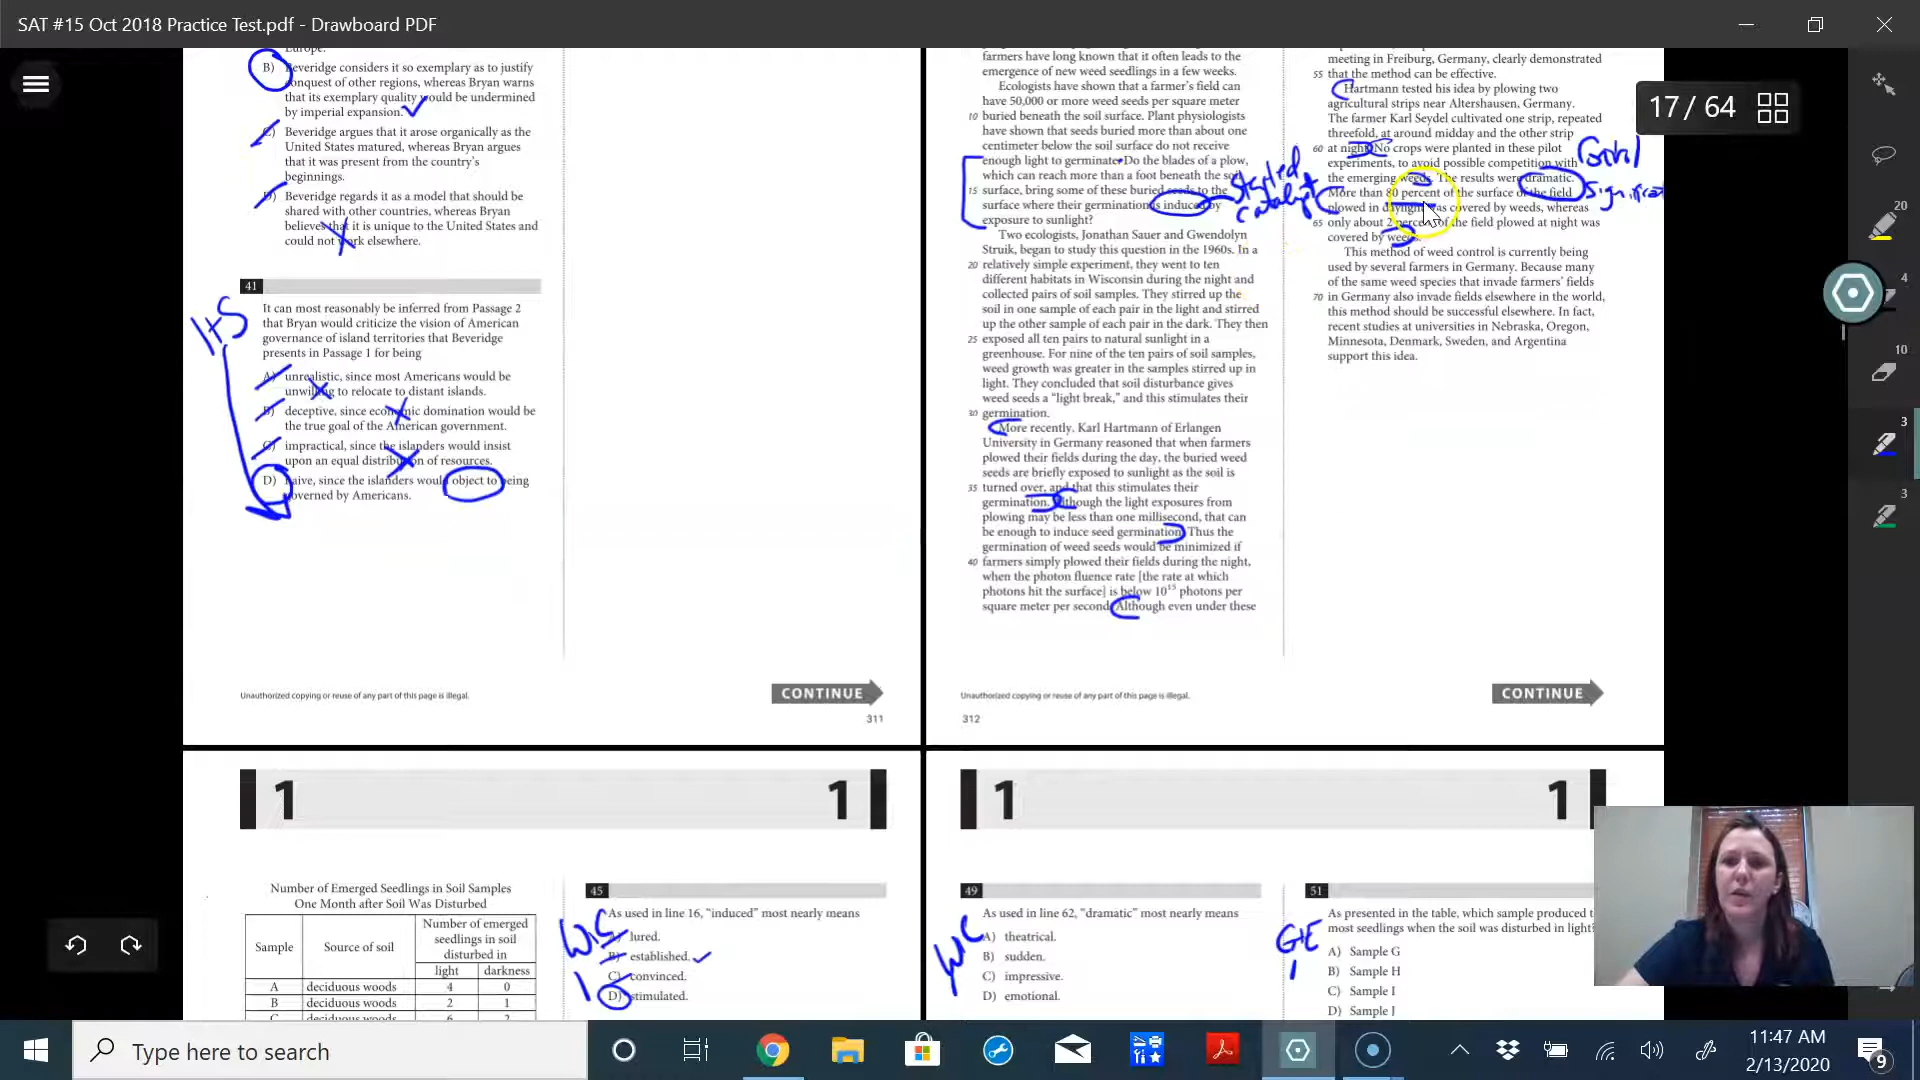 SAT #15 Oct 2018 Practice Test.pdf - Drawboard PDF
17 / 64
Europe.
B) Beveridge considers it so exemplary as to justify
conquest of other regions, whereas Bryan warns
that its exemplary quality would be undermined
by imperial expansion.
C) Beveridge argues that it arose organically as the
United States matured, whereas Bryan argues
that it was present from the country's
beginnings.
D) Beveridge regards it as a model that should be
shared with other countries, whereas Bryan
believes that it is unique to the United States and
could not work elsewhere.
41
It can most reasonably be inferred from Passage 2
that Bryan would criticize the vision of American
governance of island territories that Beveridge
presents in Passage 1 for being
A) unrealistic, since most Americans would be
unwilling to relocate to distant islands.
B) deceptive, since economic domination would be
the true goal of the American government.
C) impractical, since the islanders would insist
upon an equal distribution of resources.
D) naive, since the islanders would object to being
governed by Americans.
Unauthorized copying or reuse of any part of this page is illegal.
CONTINUE
311
farmers have long known that it often leads to the
emergence of new weed seedlings in a few weeks.
Ecologists have shown that a farmer's field can
have 50,000 or more weed seeds per square meter
10 buried beneath the soil surface. Plant physiologists
have shown that seeds buried more than about one
centimeter below the soil surface do not receive
enough light to germinate. Do the blades of a plow,
which can reach more than a foot beneath the soil
15 surface, bring some of these buried seeds to the
surface where their germination is induced by
exposure to sunlight?
Started
catalyst
Two ecologists, Jonathan Sauer and Gwendolyn
Struik, began to study this question in the 1960s. In a
20 relatively simple experiment, they went to ten
different habitats in Wisconsin during the night and
collected pairs of soil samples. They stirred up the
soil in one sample of each pair in the light and stirred
up the other sample of each pair in the dark. They then
25 exposed all ten pairs to natural sunlight in a
greenhouse. For nine of the ten pairs of soil samples,
weed growth was greater in the samples stirred up in
light. They concluded that soil disturbance gives
weed seeds a "light break," and this stimulates their
30 germination.
More recently, Karl Hartmann of Erlangen
University in Germany reasoned that when farmers
plowed their fields during the day, the buried weed
seeds are briefly exposed to sunlight as the soil is
35 turned over, and that this stimulates their
germination. Although the light exposures from
plowing may be less than one millisecond, that can
be enough to induce seed germination. Thus the
germination of weed seeds would be minimized if
40 farmers simply plowed their fields during the night,
when the photon fluence rate [the rate at which
photons hit the surface] is below 10¹⁵ photons per
square meter per second. Although even under these
meeting in Freiburg, Germany, clearly demonstrated
55 that the method can be effective.
Hartmann tested his idea by plowing two
agricultural strips near Altershausen, Germany.
The farmer Karl Seydel cultivated one strip, repeated
threefold, at around midday and the other strip
60 at night. No crops were planted in these pilot
experiments, to avoid possible competition with
the emerging weeds. The results were dramatic.
More than 80 percent of the surface of the field
plowed in daylight was covered by weeds, whereas
65 only about 2 percent of the field plowed at night was
covered by weeds.
This method of weed control is currently being
used by several farmers in Germany. Because many
of the same weed species that invade farmers' fields
70 in Germany also invade fields elsewhere in the world,
this method should be successful elsewhere. In fact,
recent studies at universities in Nebraska, Oregon,
Minnesota, Denmark, Sweden, and Argentina
support this idea.
Unauthorized copying or reuse of any part of this page is illegal.
CONTINUE
312
1 1
Number of Emerged Seedlings in Soil Samples
One Month after Soil Was Disturbed
Sample Source of soil Number of emerged seedlings in soil disturbed in
light darkness
A deciduous woods 4 0
B deciduous woods 2 1
C deciduous woods 6 2
45
As used in line 16, "induced" most nearly means
A) lured.
B) established.
C) convinced.
D) stimulated.
WIC
1 1
49
As used in line 62, "dramatic" most nearly means
A) theatrical.
B) sudden.
C) impressive.
D) emotional.
WIC
51
As presented in the table, which sample produced t
most seedlings when the soil was disturbed in light?
A) Sample G
B) Sample H
C) Sample I
D) Sample J
20
4
10
3
3
Type here to search
11:47 AM
2/13/2020
9